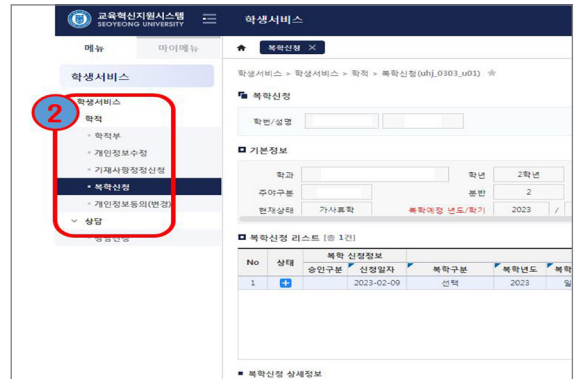 교육혁신지원시스템
SEOYEONG UNIVERSITY
학생서비스
메뉴
마이메뉴
복학신청 ×
학생서비스
학생서비스 > 학생서비스 > 학적 > 복학신청(uhj_0303_u01)
2
학생서비스
학적
학적부
개인정보수정
기재사항정정신청
복학신청
개인정보동의(변경)
상담
복학신청
학번/성명
기본정보
학과
학년
2학년
주야구분
분반
2
현재상태
가사휴학
복학예정 년도/학기
2023
/
복학신청 리스트 [총 1건]
No
상태
복학 신청정보
승인구분
신청일자
복학구분
복학년도
복학
1
2023-02-09
선택
2023
일
복학신청 상세정보